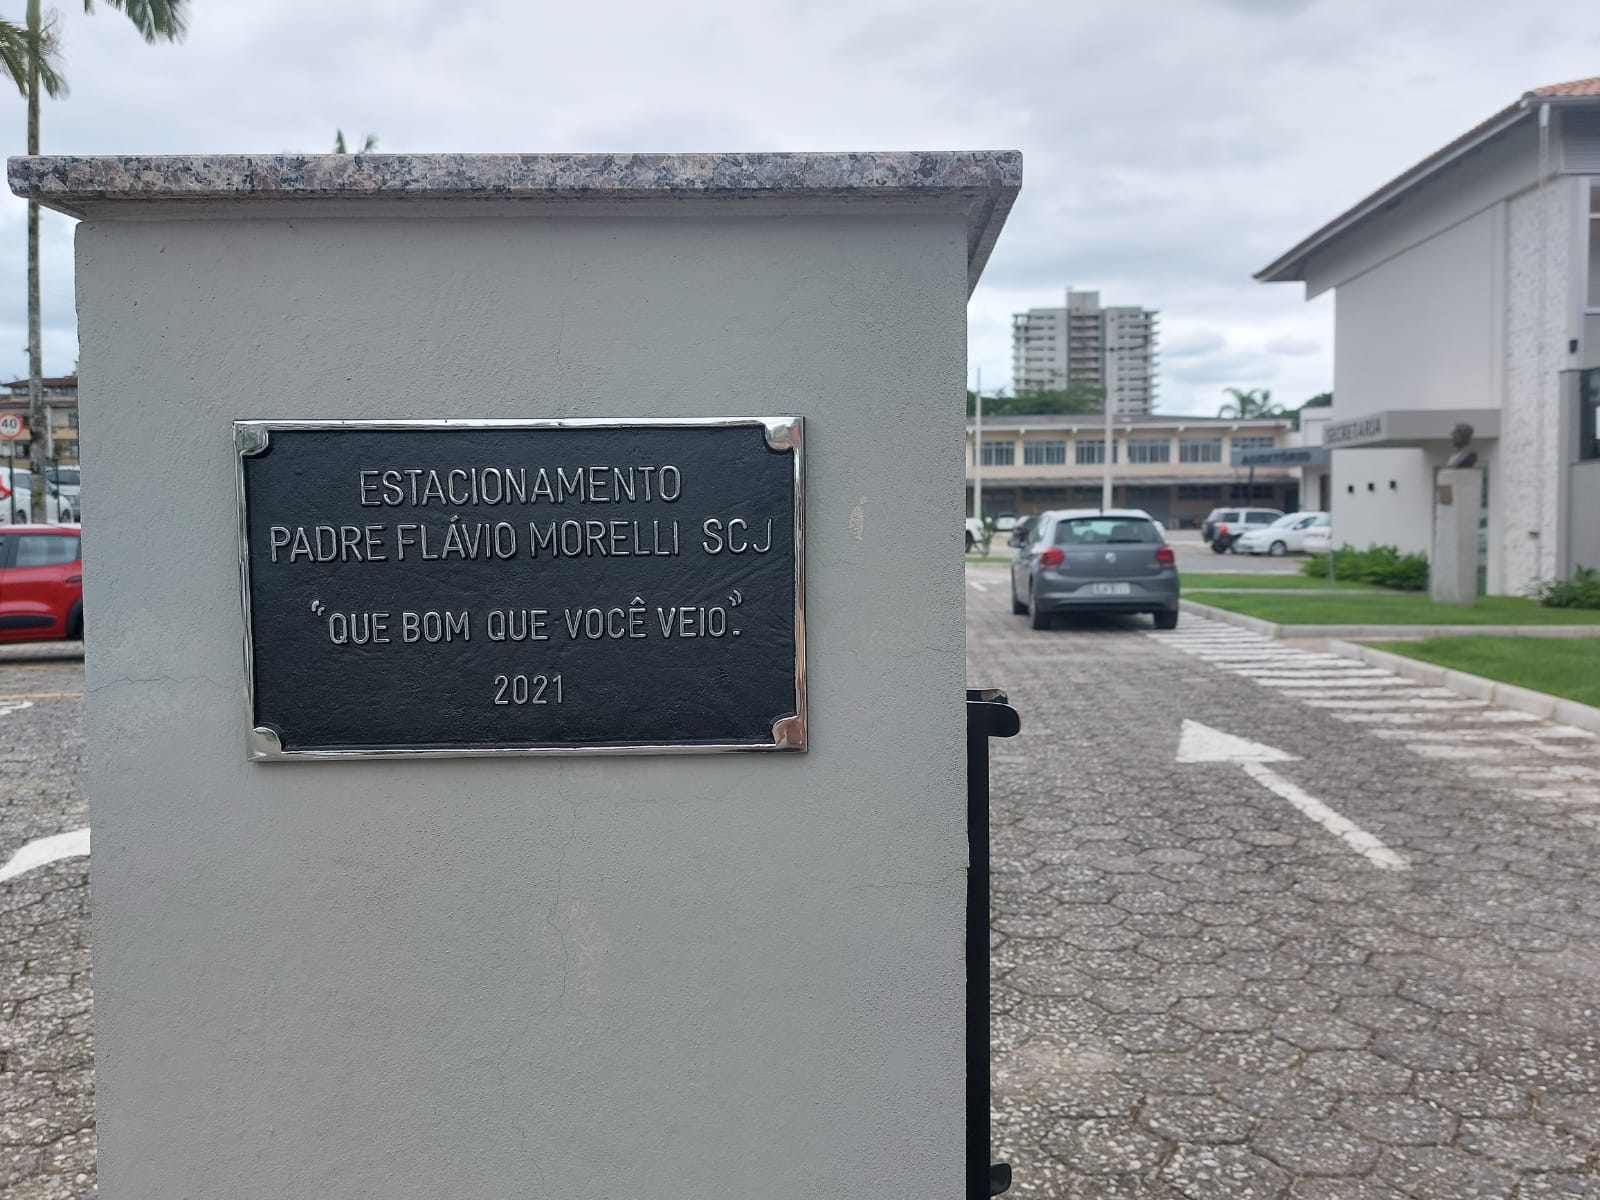 ESTACIONAMENTO
PADRE FLÁVIO MORELLI SCJ
"QUE BOM QUE VOCÊ VEIO".
2021
40
SECRETARIA